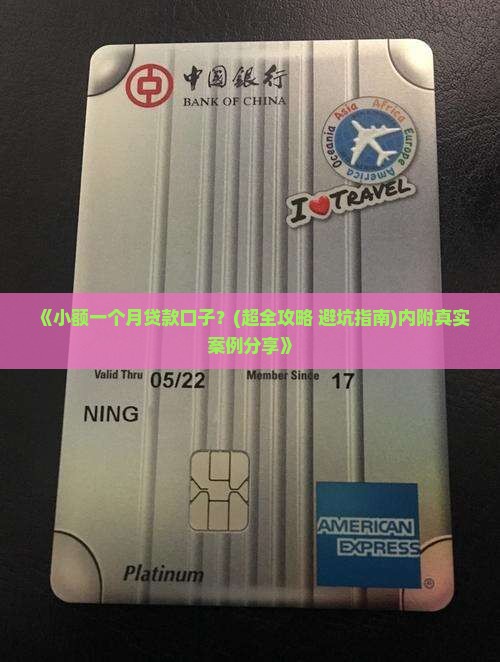 中国銀行
BANK OF CHINA
Oceania Asia Africa Europe America
I❤TRAVEL
《小额一个月贷款口子？(超全攻略 避坑指南)内附真实
案例分享》
Valid Thru 05/22 Member Since 17
NING
AMERICAN
EXPRESS
®
Platinum